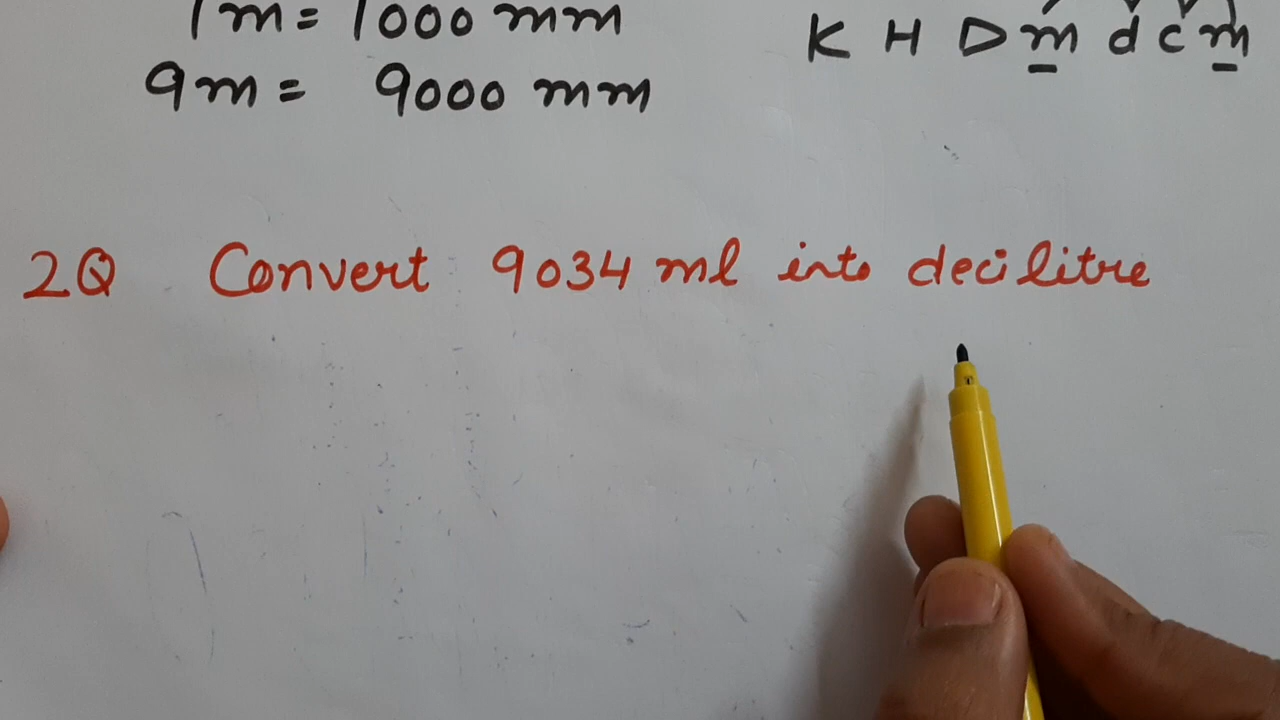 1m = 1000 mm
K H D m d c m
9m = 9000 mm
2Q Convert 9034 ml into decilitre